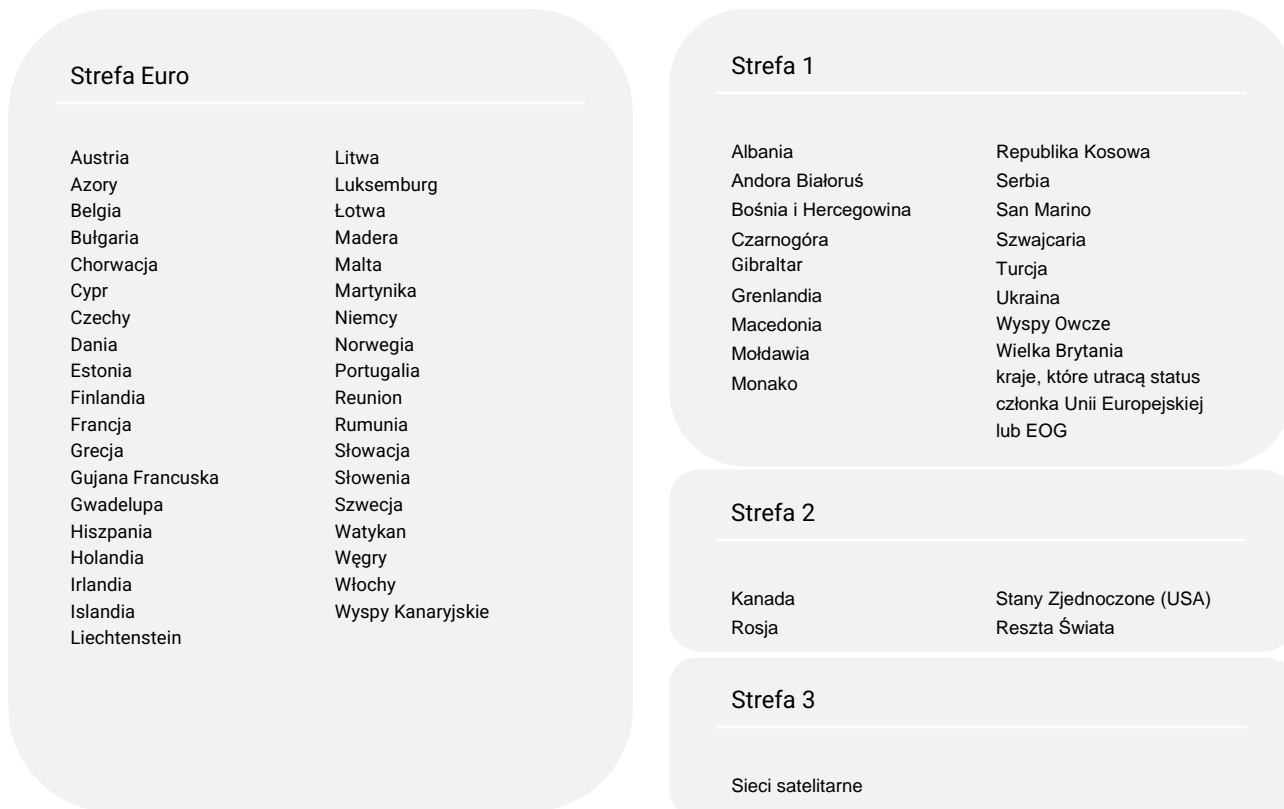 Strefa Euro
Austria
Azory
Belgia
Bułgaria
Chorwacja
Cypr
Czechy
Dania
Estonia
Finlandia
Francja
Grecja
Gujana Francuska
Gwadelupa
Hiszpania
Holandia
Irlandia
Islandia
Liechtenstein
Litwa
Luksemburg
Łotwa
Madera
Malta
Martynika
Niemcy
Norwegia
Portugalia
Reunion
Rumunia
Słowacja
Słowenia
Szwecja
Watykan
Węgry
Włochy
Wyspy Kanaryjskie
Strefa 1
Albania
Andora Białoruś
Bośnia i Hercegowina
Czarnogóra
Gibraltar
Grenlandia
Macedonia
Mołdawia
Monako
Republika Kosowa
Serbia
San Marino
Szwajcaria
Turcja
Ukraina
Wyspy Owcze
Wielka Brytania
kraje, które utracą status
członka Unii Europejskiej
lub EOG
Strefa 2
Kanada
Rosja
Stany Zjednoczone (USA)
Reszta Świata
Strefa 3
Sieci satelitarne